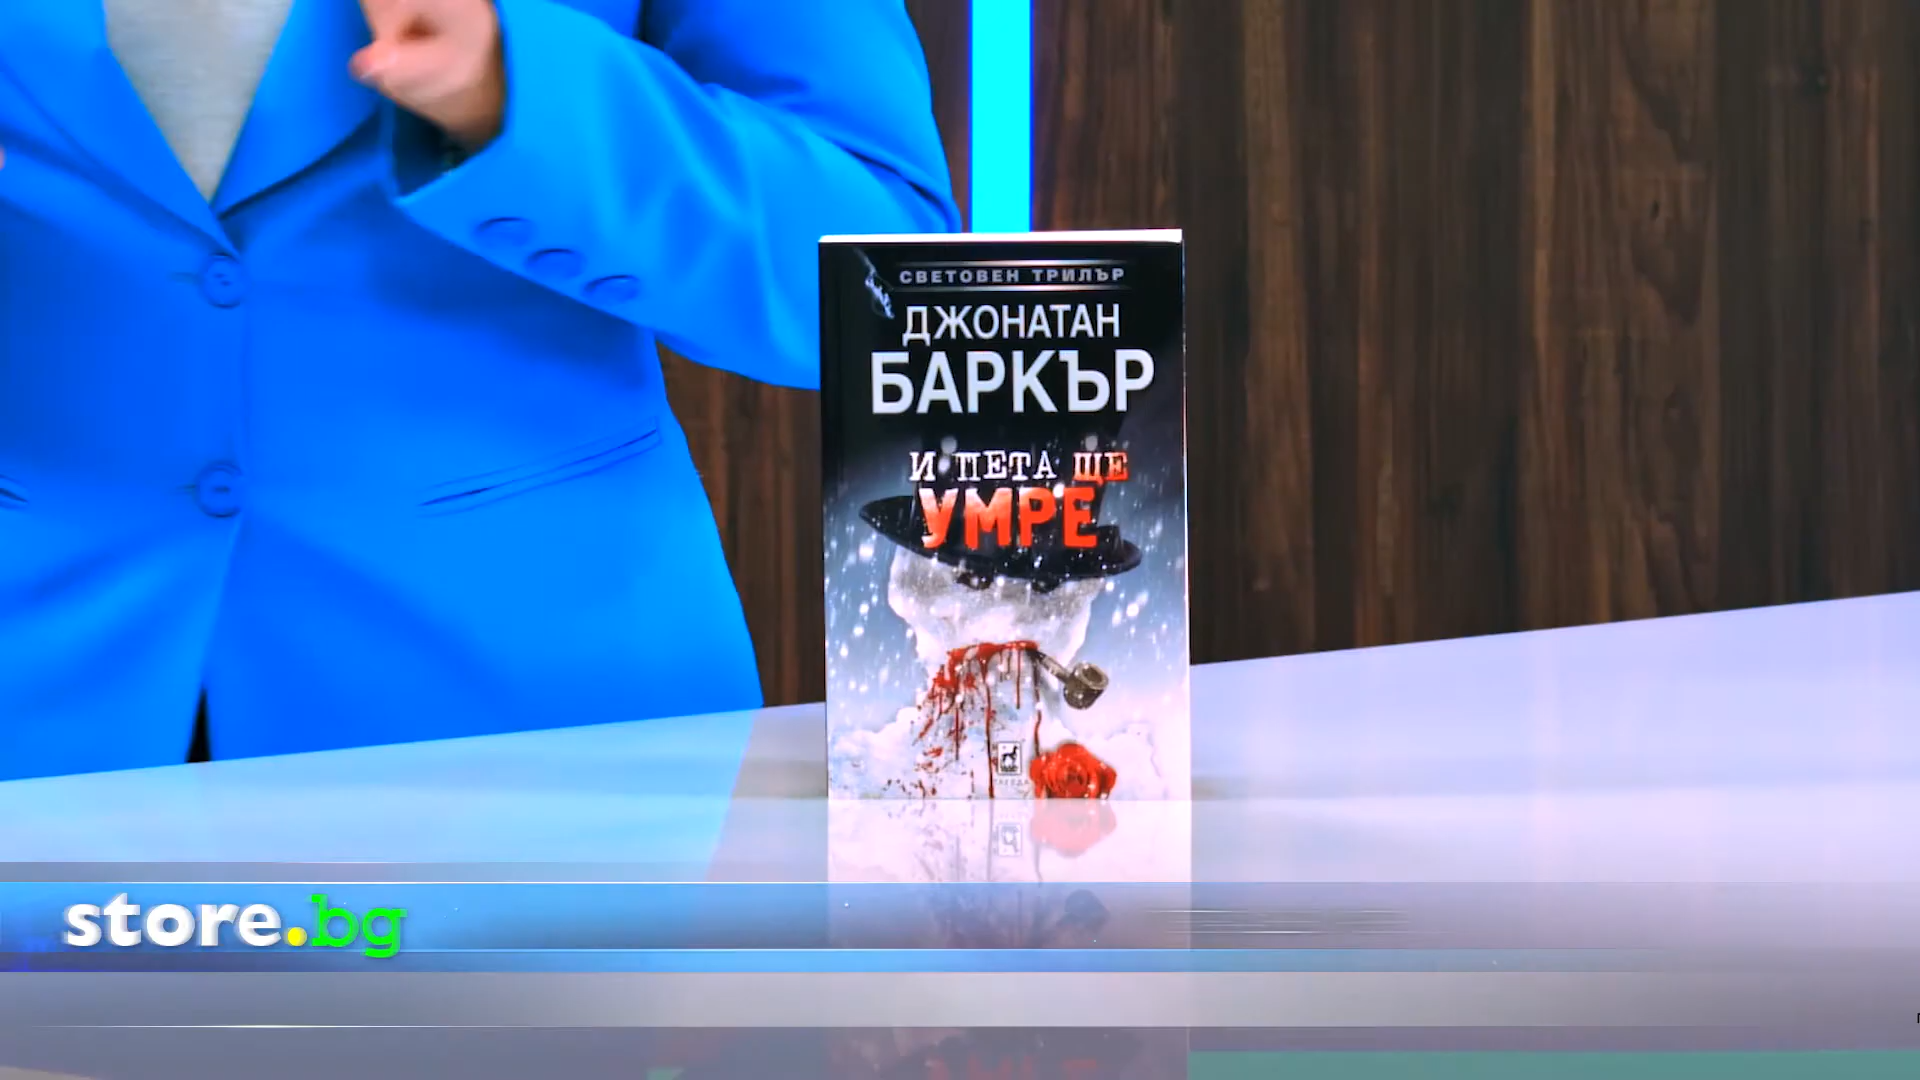 СВЕТОВЕН ТРИЛЪР
ДЖОНАТАН
БАРКЪР
И ПЕТА ЩЕ
УМРЕ
store.bg